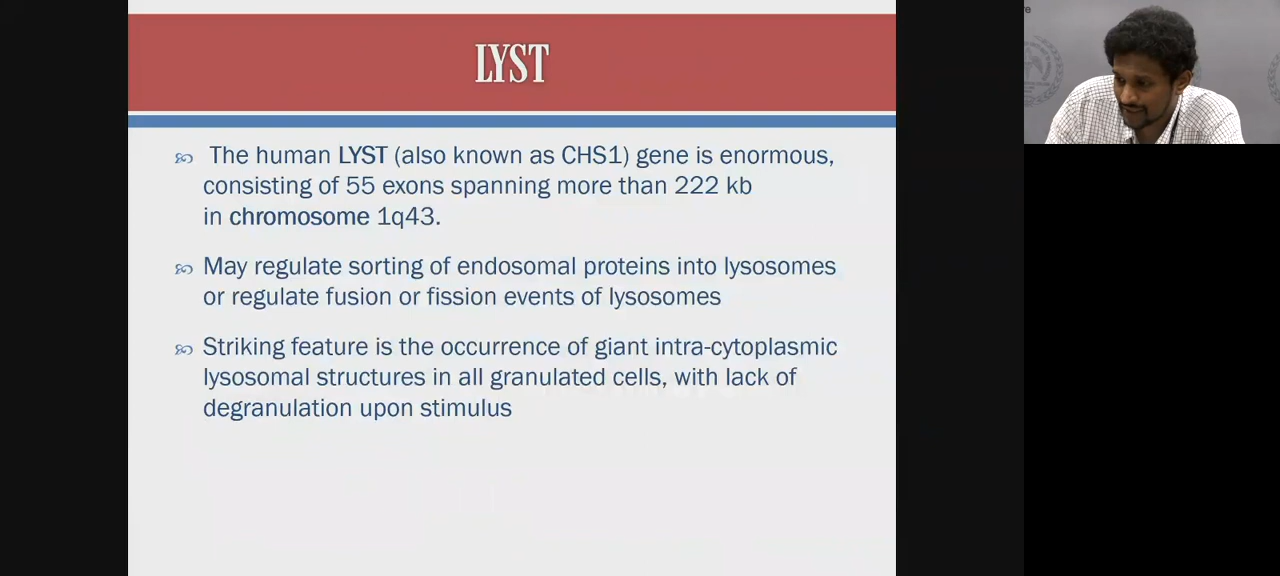 LYST
re
The human LYST (also known as CHS1) gene is enormous,
consisting of 55 exons spanning more than 222 kb
in chromosome 1q43.
May regulate sorting of endosomal proteins into lysosomes
or regulate fusion or fission events of lysosomes
Striking feature is the occurrence of giant intra-cytoplasmic
lysosomal structures in all granulated cells, with lack of
degranulation upon stimulus